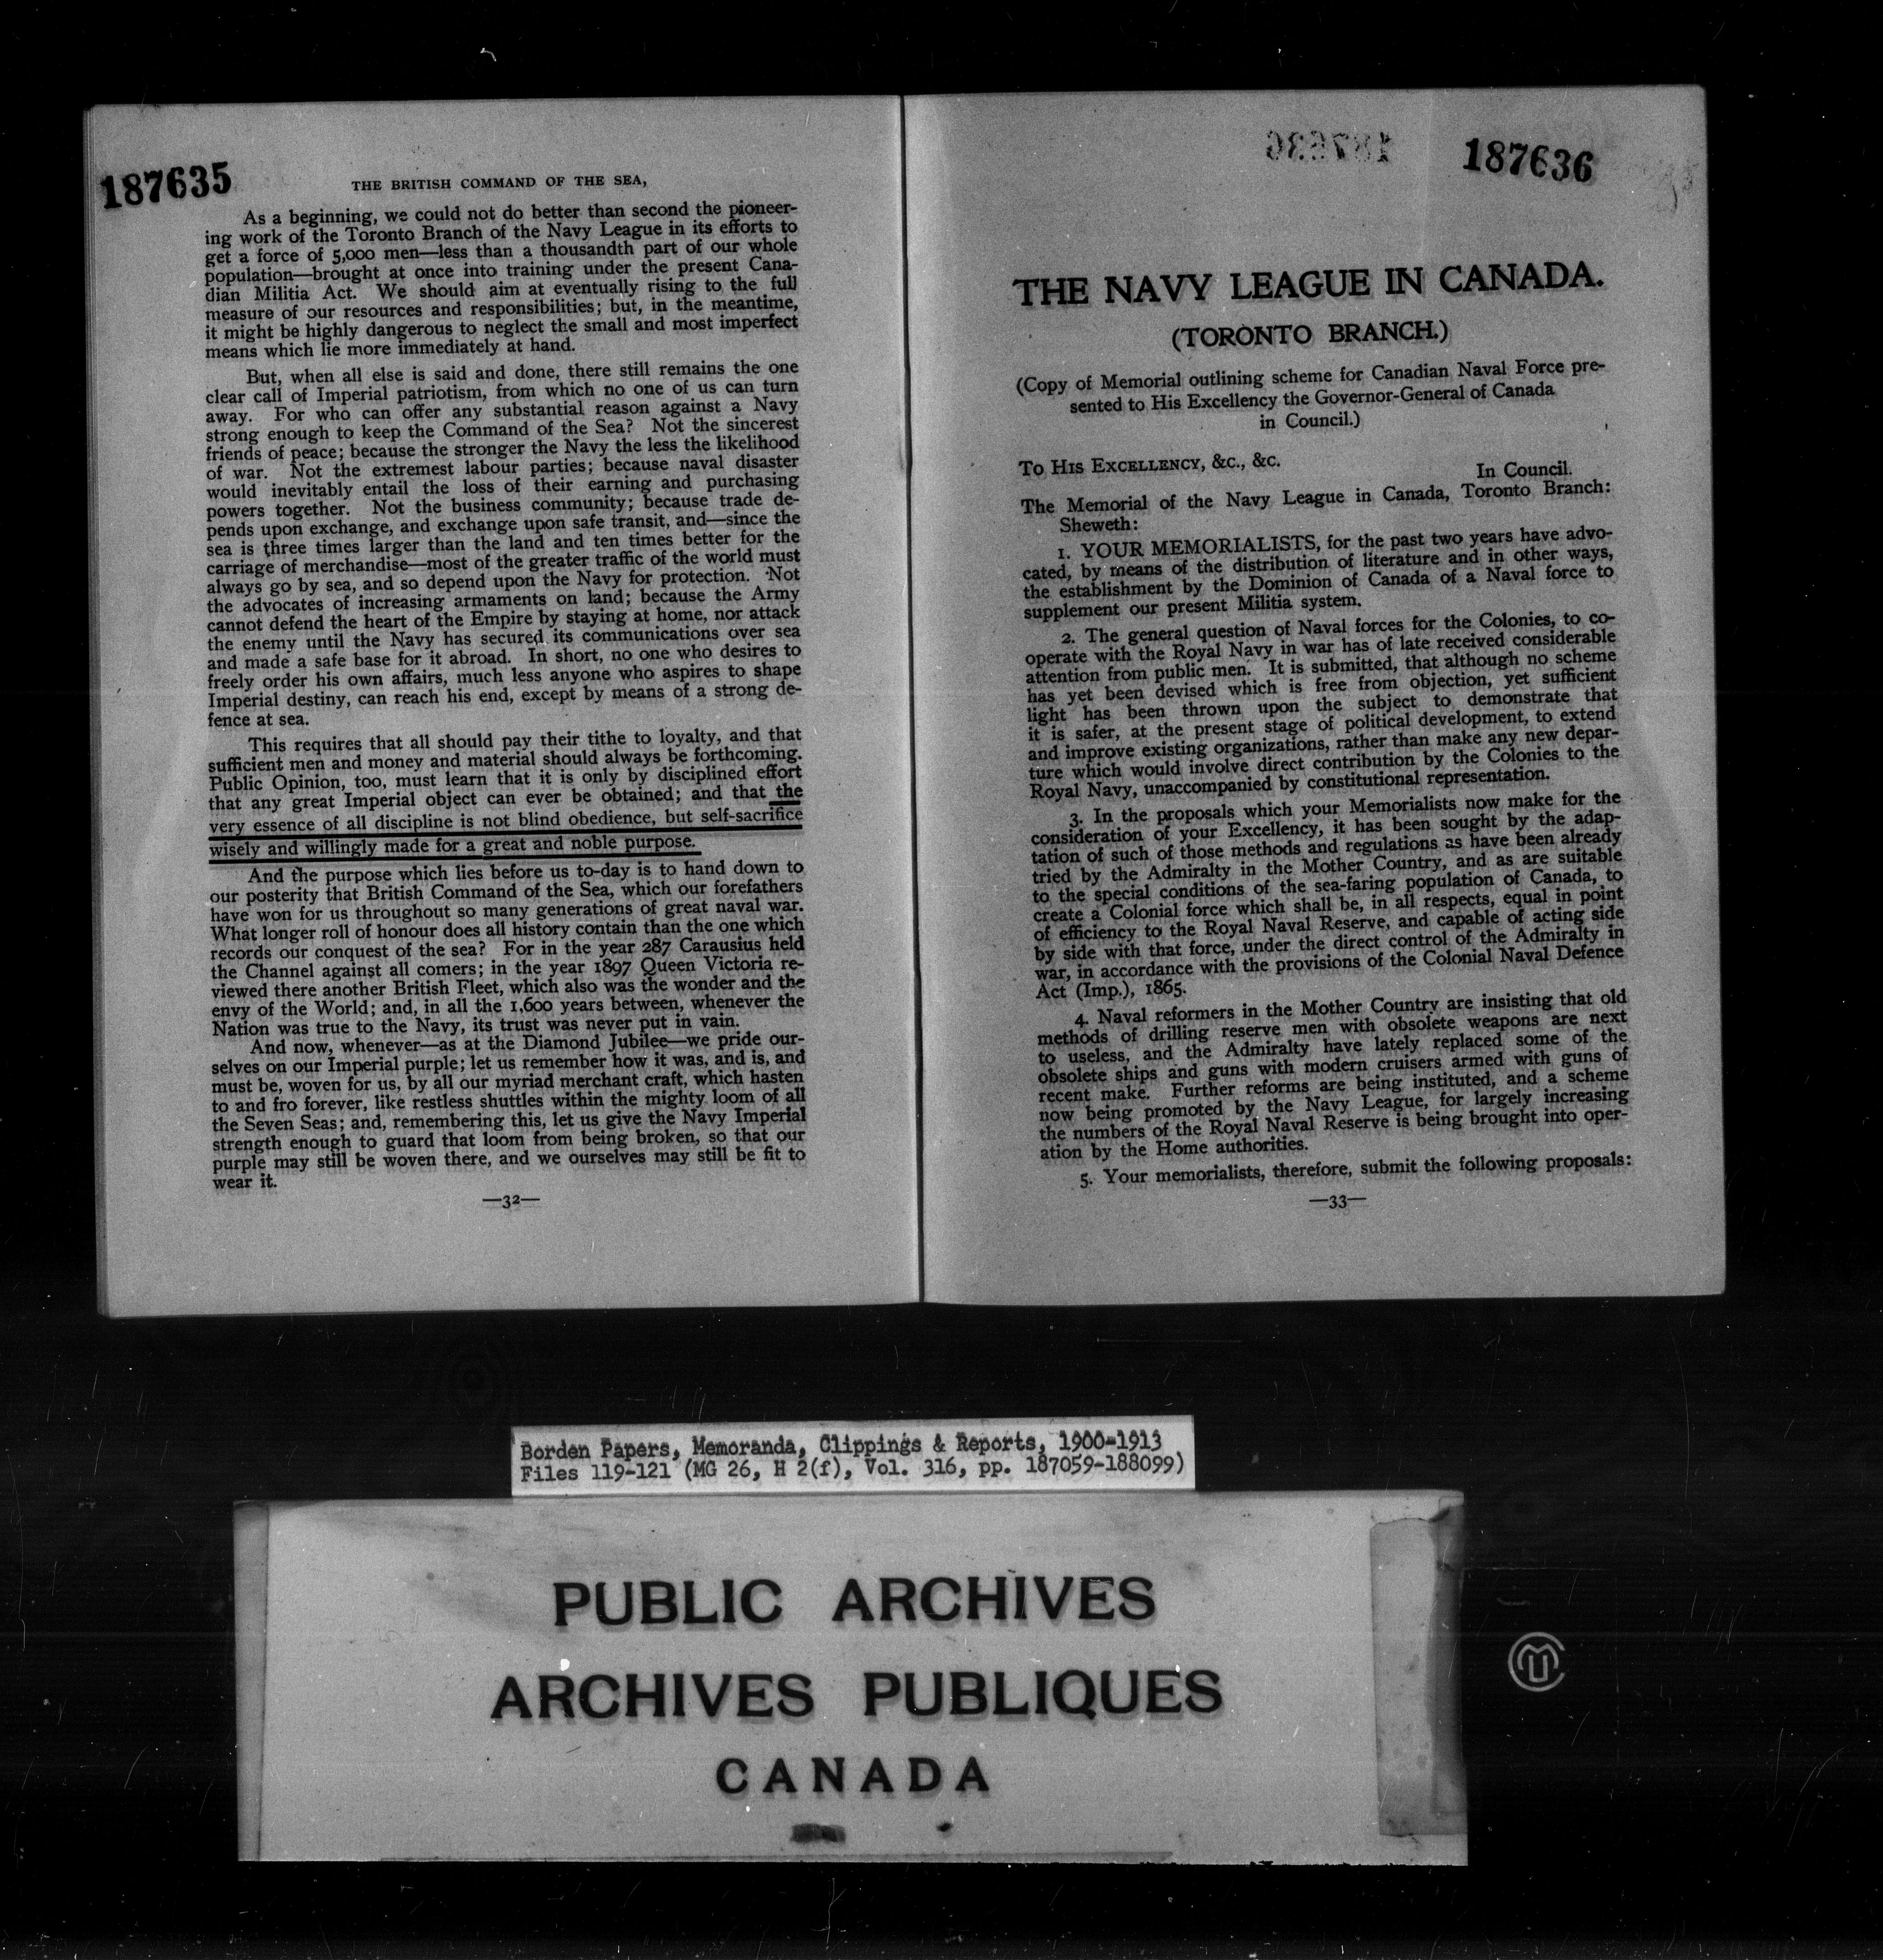 187635
THE BRITISH COMMAND OF THE SEA,
As a beginning, we could not do better than second the pioneer-
ing work of the Toronto Branch of the Navy League in its efforts to
get a force of 5,000 men—less than a thousandth part of our whole
population—brought at once into training under the present Cana-
dian Militia Act. We should aim at eventually rising to the full
measure of our resources and responsibilities; but, in the meantime,
it might be highly dangerous to neglect the small and most imperfect
means which lie more immediately at hand.
But, when all else is said and done, there still remains the one
clear call of Imperial patriotism, from which no one of us can turn
away. For who can offer any substantial reason against a Navy
strong enough to keep the Command of the Sea? Not the sincerest
friends of peace; because the stronger the Navy the less the likelihood
of war. Not the extremest labour parties; because naval disaster
would inevitably entail the loss of their earning and purchasing
powers together. Not the business community; because trade de-
pends upon exchange, and exchange upon safe transit, and—since the
sea is three times larger than the land and ten times better for the
carriage of merchandise—most of the greater traffic of the world must
always go by sea, and so depend upon the Navy for protection. Not
the advocates of increasing armaments on land; because the Army
cannot defend the heart of the Empire by staying at home, nor attack
the enemy until the Navy has secured its communications over sea
and made a safe base for it abroad. In short, no one who desires to
freely order his own affairs, much less anyone who aspires to shape
Imperial destiny, can reach his end, except by means of a strong de-
fence at sea.
This requires that all should pay their tithe to loyalty, and that
sufficient men and money and material should always be forthcoming.
Public Opinion, too, must learn that it is only by disciplined effort
that any great Imperial object can ever be obtained; and that the
very essence of all discipline is not blind obedience, but self-sacrifice
wisely and willingly made for a great and noble purpose.
And the purpose which lies before us to-day is to hand down to
our posterity that British Command of the Sea, which our forefathers
have won for us throughout so many generations of great naval war.
What longer roll of honour does all history contain than the one which
records our conquest of the sea? For in the year 287 Carausius held
the Channel against all comers; in the year 1897 Queen Victoria re-
viewed there another British Fleet, which also was the wonder and the
envy of the World; and, in all the 1,600 years between, whenever the
Nation was true to the Navy, its trust was never put in vain.
And now, whenever—as at the Diamond Jubilee—we pride our-
selves on our Imperial purple; let us remember how it was, and is, and
must be, woven for us, by all our myriad merchant craft, which hasten
to and fro forever, like restless shuttles within the mighty loom of all
the Seven Seas; and, remembering this, let us give the Navy Imperial
strength enough to guard that loom from being broken, so that our
purple may still be woven there, and we ourselves may still be fit to
wear it.
—32—
187636
187636
THE NAVY LEAGUE IN CANADA.
(TORONTO BRANCH.)
(Copy of Memorial outlining scheme for Canadian Naval Force pre-
sented to His Excellency the Governor-General of Canada
in Council.)
To His Excellency, &c., &c.
In Council.
The Memorial of the Navy League in Canada, Toronto Branch:
Sheweth:
1. YOUR MEMORIALISTS, for the past two years have advo-
cated, by means of the distribution of literature and in other ways,
the establishment by the Dominion of Canada of a Naval force to
supplement our present Militia system.
2. The general question of Naval forces for the Colonies, to co-
operate with the Royal Navy in war has of late received considerable
attention from public men. It is submitted, that although no scheme
has yet been devised which is free from objection, yet sufficient
light has been thrown upon the subject to demonstrate that
it is safer, at the present stage of political development, to extend
and improve existing organizations, rather than make any new depar-
ture which would involve direct contribution by the Colonies to the
Royal Navy, unaccompanied by constitutional representation.
3. In the proposals which your Memorialists now make for the
consideration of your Excellency, it has been sought by the adap-
tation of such of those methods and regulations as have been already
tried by the Admiralty in the Mother Country, and as are suitable
to the special conditions of the sea-faring population of Canada, to
create a Colonial force which shall be, in all respects, equal in point
of efficiency to the Royal Naval Reserve, and capable of acting side
by side with that force, under the direct control of the Admiralty in
war, in accordance with the provisions of the Colonial Naval Defence
Act (Imp.), 1865.
4. Naval reformers in the Mother Country are insisting that old
methods of drilling reserve men with obsolete weapons are next
to useless, and the Admiralty have lately replaced some of the
obsolete ships and guns with modern cruisers armed with guns of
recent make. Further reforms are being instituted, and a scheme
now being promoted by the Navy League, for largely increasing
the numbers of the Royal Naval Reserve is being brought into oper-
ation by the Home authorities.
5. Your memorialists, therefore, submit the following proposals:
—33—
Borden Papers, Memoranda, Clippings & Reports, 1900-1913
Files 119-121 (MG 26, H 2(f), Vol. 316, pp. 187059-188099)
PUBLIC ARCHIVES
ARCHIVES PUBLIQUES
CANADA